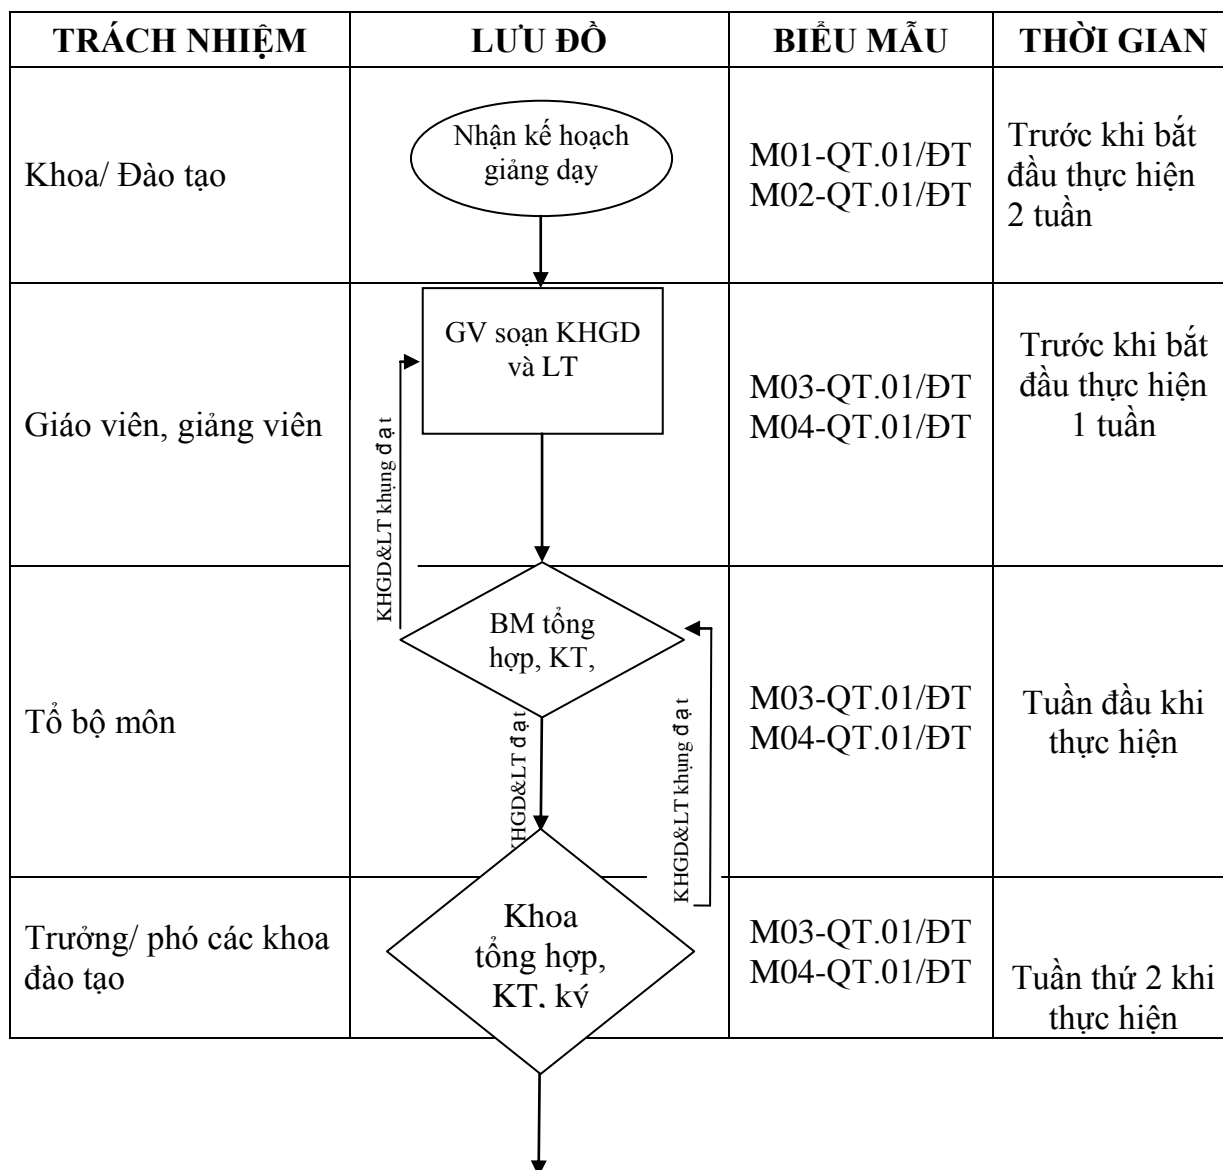 TRÁCH NHIỆM
LƯU ĐỒ
BIỂU MẪU
THỜI GIAN
Khoa/ Đào tạo
Nhận kế hoạch
giảng dạy
M01-QT.01/ĐT
M02-QT.01/ĐT
Trước khi bắt
đầu thực hiện
2 tuần
Giáo viên, giảng viên
GV soạn KHGD
và LT
KHGD&LT khụng đạt
M03-QT.01/ĐT
M04-QT.01/ĐT
Trước khi bắt
đầu thực hiện
1 tuần
Tổ bộ môn
BM tổng
hợp, KT,
KHGD&LT đạt
KHGD&LT khụng đạt
M03-QT.01/ĐT
M04-QT.01/ĐT
Tuần đầu khi
thực hiện
Trưởng/ phó các khoa
đào tạo
Khoa
tổng hợp,
KT, ký
M03-QT.01/ĐT
M04-QT.01/ĐT
Tuần thứ 2 khi
thực hiện